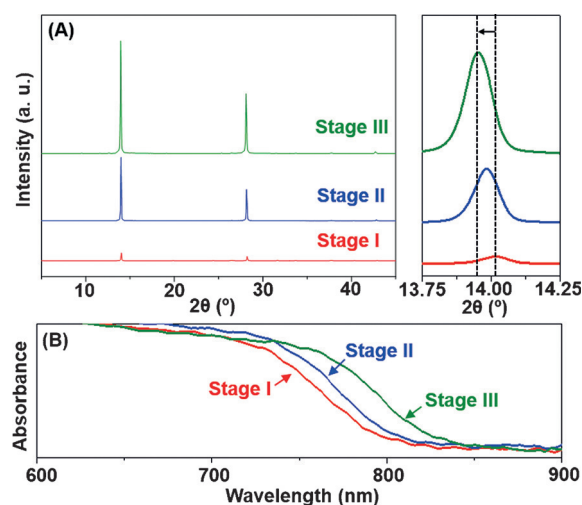 (A)
Intensity (a. u.)
Stage III
Stage II
Stage I
10 20 30 40
2θ (°)
13.75 14.00 14.25
2θ (°)
(B)
Absorbance
Stage II
Stage I
Stage III
600 700 800 900
Wavelength (nm)